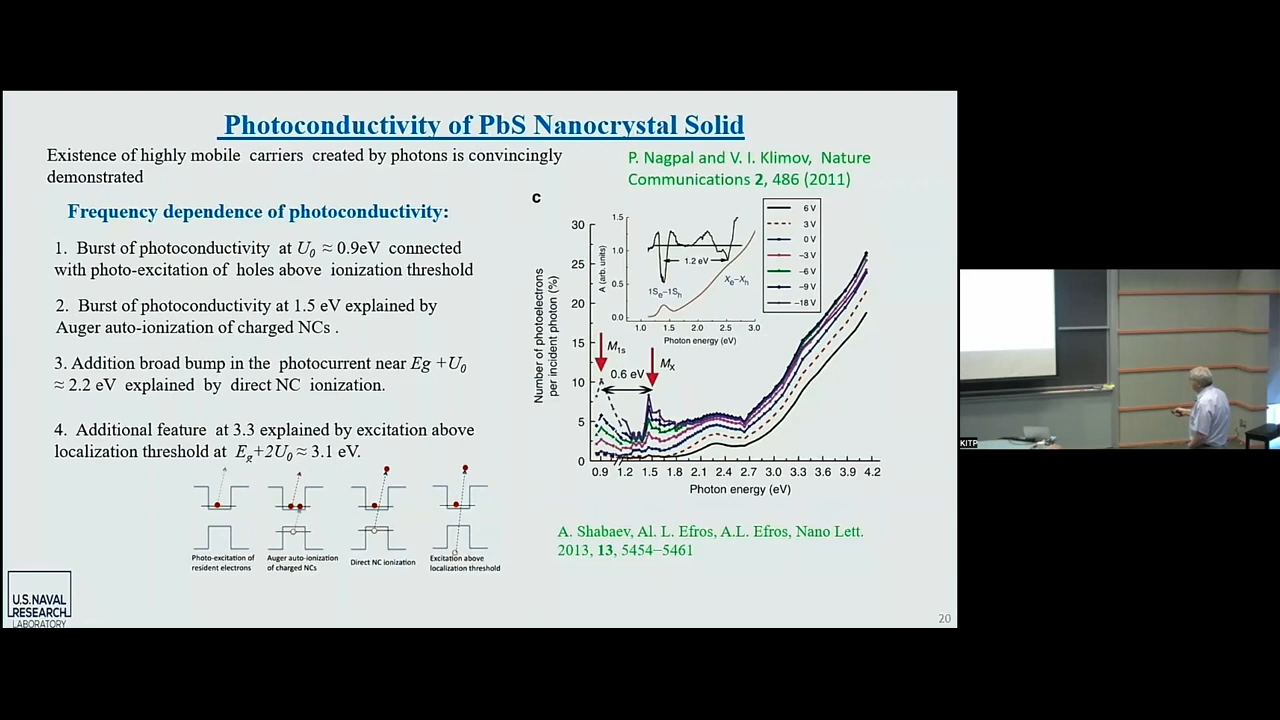 Photoconductivity of PbS Nanocrystal Solid
Existence of highly mobile carriers created by photons is convincingly
demonstrated
P. Nagpal and V. I. Klimov, Nature
Communications 2, 486 (2011)
Frequency dependence of photoconductivity:
1. Burst of photoconductivity at U₀ ≈ 0.9eV connected
with photo-excitation of holes above ionization threshold
2. Burst of photoconductivity at 1.5 eV explained by
Auger auto-ionization of charged NCs .
3. Addition broad bump in the photocurrent near Eg +U₀
≈ 2.2 eV explained by direct NC ionization.
4. Additional feature at 3.3 explained by excitation above
localization threshold at E_g+2U₀ ≈ 3.1 eV.
Photo-excitation of
resident electrons
Auger auto-ionization
of charged NCs
Direct NC ionization
Excitation above
localization threshold
c
Number of photoelectrons
per incident photon (%)
30
25
20
15
10
5
0
0.9 1.2 1.5 1.8 2.1 2.4 2.7 3.0 3.3 3.6 3.9 4.2
Photon energy (eV)
M₁ₛ
0.6 eV
Mₓ
A (arb. units)
1.5
1.0
0.5
0.0
1.2 eV
1Sₑ–1Sₕ
Xₑ–Xₕ
1.0 1.5 2.0 2.5 3.0
Photon energy (eV)
6 V
3 V
0 V
−3 V
−6 V
−9 V
−18 V
A. Shabaev, Al. L. Efros, A.L. Efros, Nano Lett.
2013, 13, 5454−5461
U.S. NAVAL
RESEARCH
LABORATORY
20
KITP